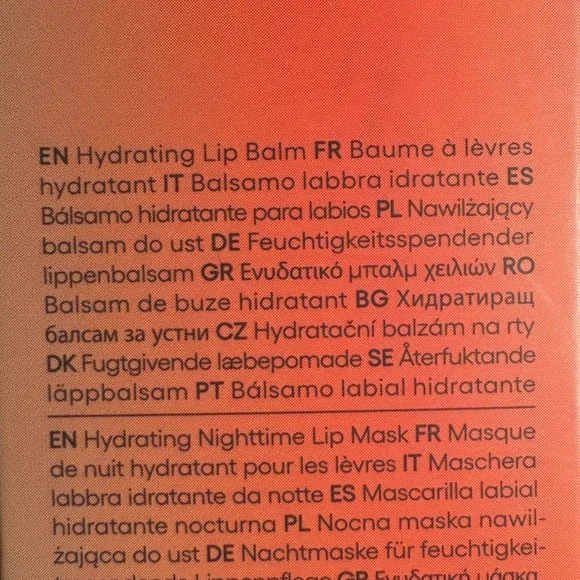 EN Hydrating Lip Balm FR Baume à lèvres
hydratant IT Balsamo labbra idratante ES
Bálsamo hidratante para labios PL Nawilżający
balsam do ust DE Feuchtigkeitsspendender
lippenbalsam GR Ενυδατικό μπαλμ χειλιών RO
Balsam de buze hidratant BG Хидратиращ
балсам за устни CZ Hydratační balzám na rty
DK Fugtgivende læbepomade SE Återfuktande
läppbalsam PT Bálsamo labial hidratante
EN Hydrating Nighttime Lip Mask FR Masque
de nuit hydratant pour les lèvres IT Maschera
labbra idratante da notte ES Mascarilla labial
hidratante nocturna PL Nocna maska nawil-
żająca do ust DE Nachtmaske für feuchtigkei-
Lippenpflege GR Ενυδατική μάσκα